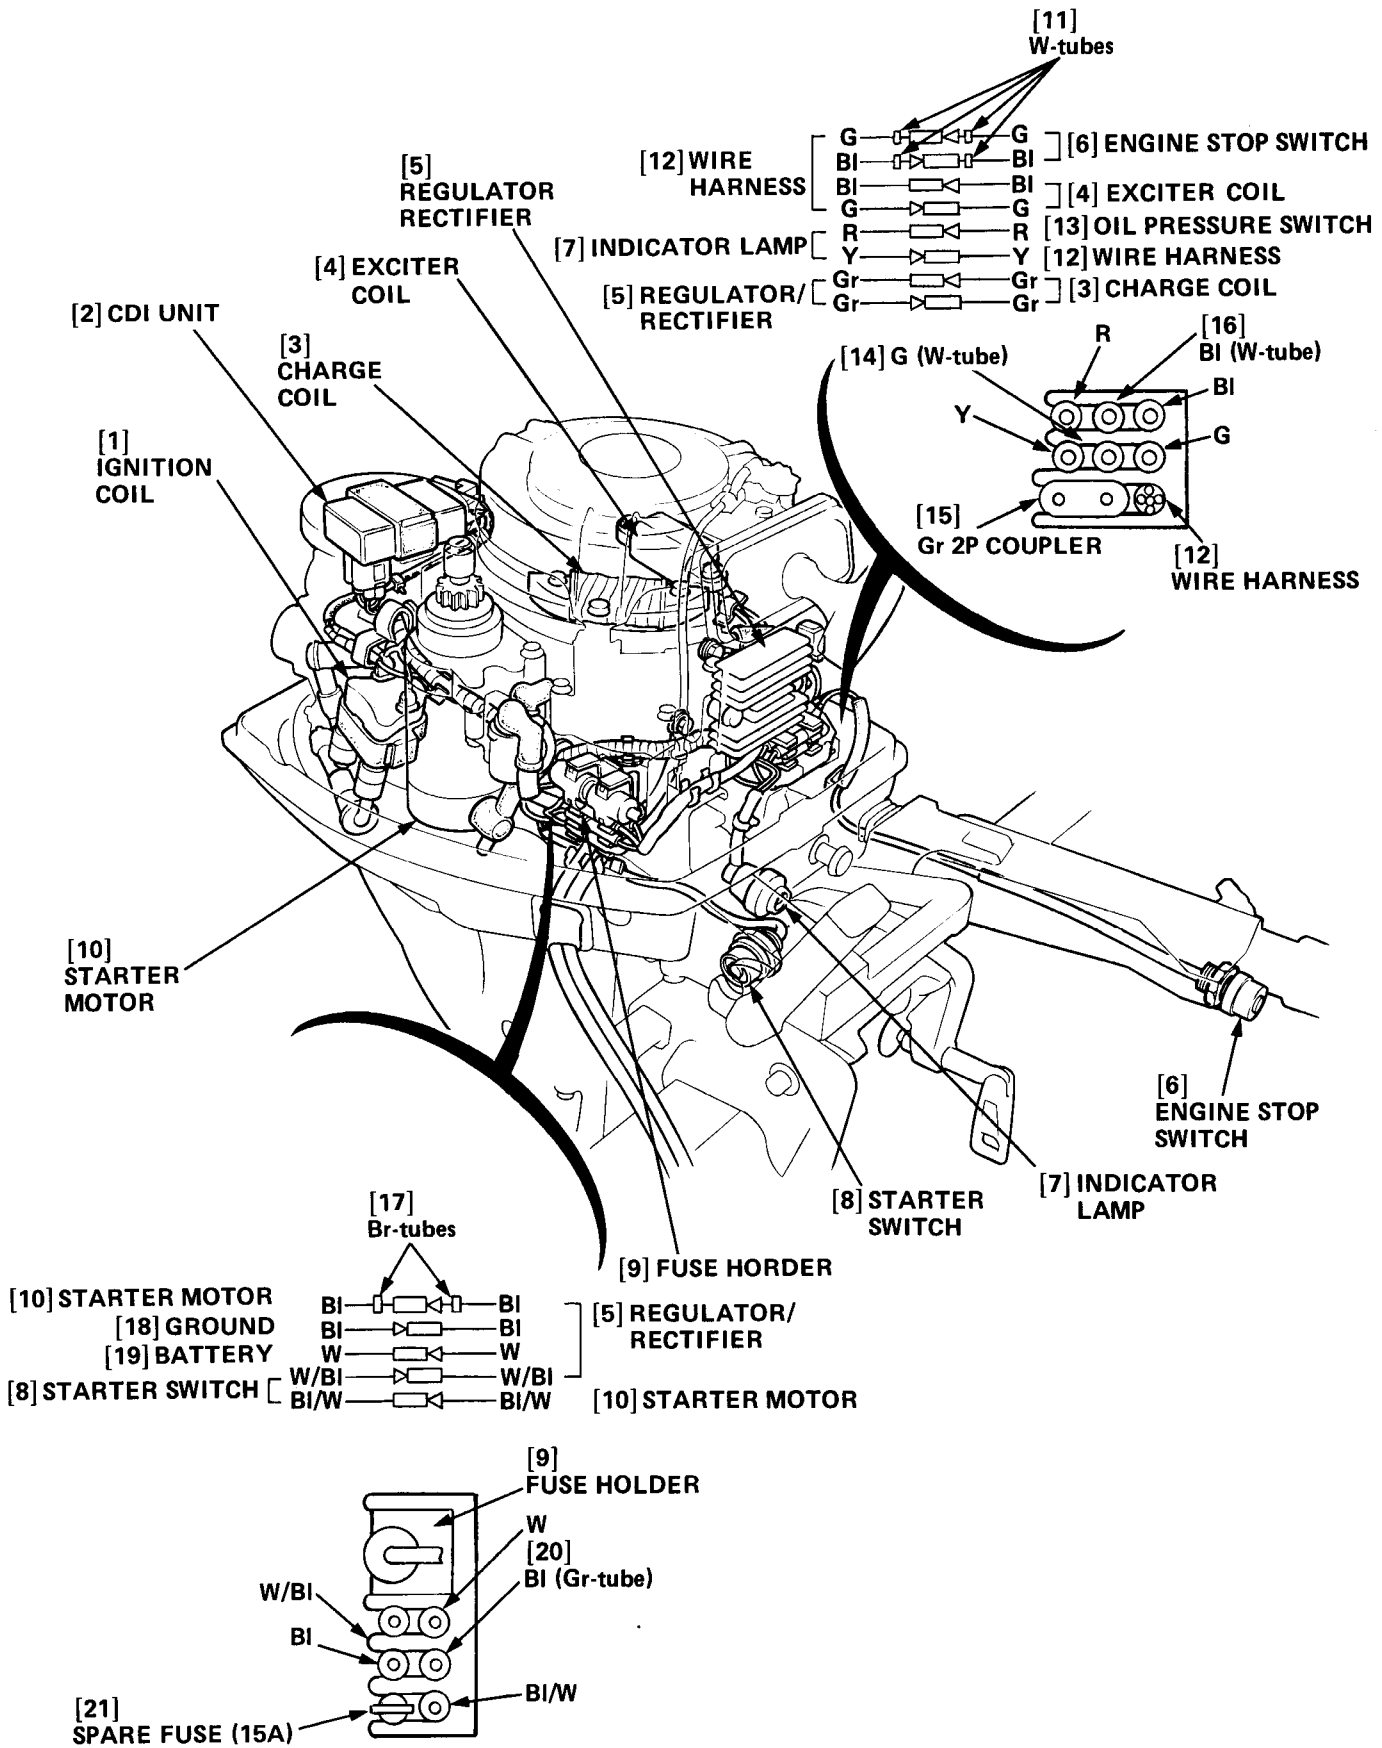 [11]
W-tubes
G G
[6] ENGINE STOP SWITCH
Bl Bl
[12] WIRE
HARNESS
Bl Bl
[4] EXCITER COIL
G G
R R
[13] OIL PRESSURE SWITCH
[7] INDICATOR LAMP
Y Y
[12] WIRE HARNESS
Gr Gr
[3] CHARGE COIL
[5] REGULATOR/
RECTIFIER
Gr Gr
[5]
REGULATOR
RECTIFIER
[4] EXCITER
COIL
[2] CDI UNIT
[3]
CHARGE
COIL
[1]
IGNITION
COIL
[14] G (W-tube)
R
[16]
Bl (W-tube)
Bl
Y
G
[15]
Gr 2P COUPLER
[12]
WIRE HARNESS
[10]
STARTER
MOTOR
[6]
ENGINE STOP
SWITCH
[7] INDICATOR
LAMP
[8] STARTER
SWITCH
[9] FUSE HORDER
[17]
Br-tubes
[10] STARTER MOTOR
Bl Bl
[5] REGULATOR/
RECTIFIER
[18] GROUND
Bl Bl
[19] BATTERY
W W
[8] STARTER SWITCH
W/Bl W/Bl
Bl/W Bl/W
[10] STARTER MOTOR
[9]
FUSE HOLDER
W
[20]
Bl (Gr-tube)
W/Bl
Bl
Bl/W
[21]
SPARE FUSE (15A)